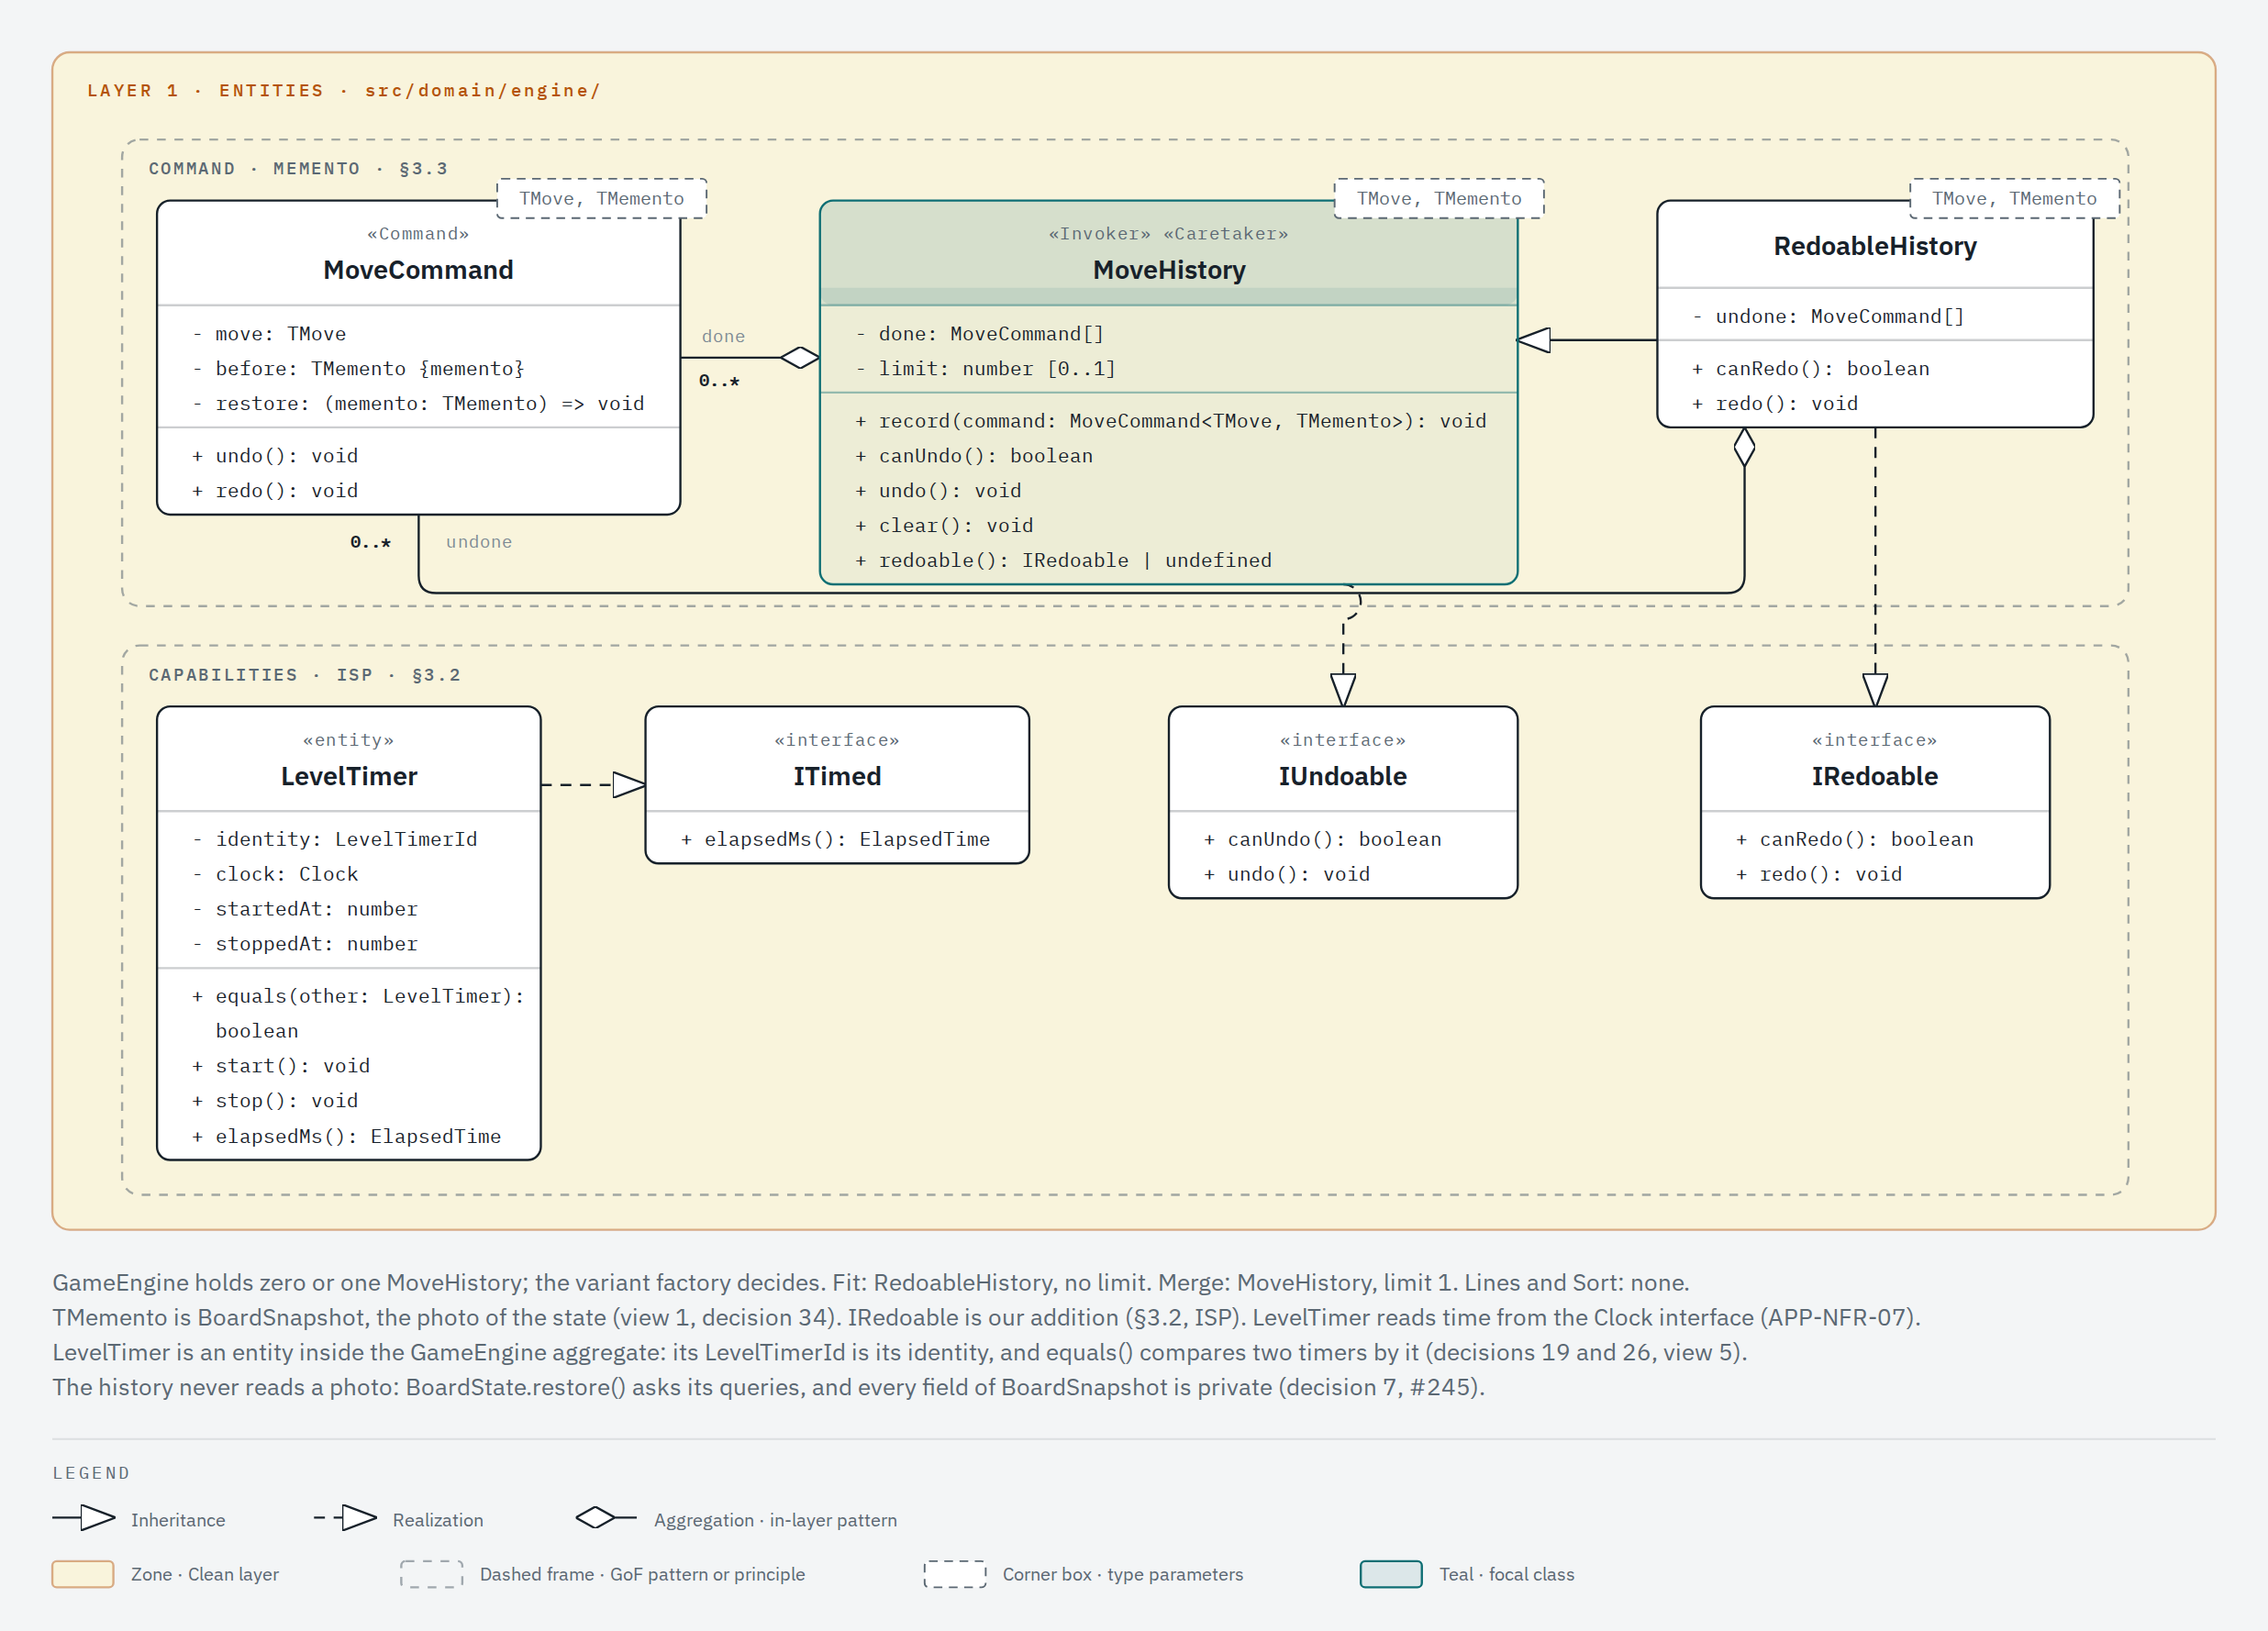 LAYER 1 · ENTITIES · src/domain/engine/
COMMAND · MEMENTO · §3.3
TMove, TMemento
«Command»
MoveCommand
- move: TMove
- before: TMemento {memento}
- restore: (memento: TMemento) => void
+ undo(): void
+ redo(): void
done
0..*
TMove, TMemento
«Invoker» «Caretaker»
MoveHistory
- done: MoveCommand[]
- limit: number [0..1]
+ record(command: MoveCommand<TMove, TMemento>): void
+ canUndo(): boolean
+ undo(): void
+ clear(): void
+ redoable(): IRedoable | undefined
TMove, TMemento
RedoableHistory
- undone: MoveCommand[]
+ canRedo(): boolean
+ redo(): void
0..*
undone
CAPABILITIES · ISP · §3.2
«entity»
LevelTimer
- identity: LevelTimerId
- clock: Clock
- startedAt: number
- stoppedAt: number
+ equals(other: LevelTimer):
boolean
+ start(): void
+ stop(): void
+ elapsedMs(): ElapsedTime
«interface»
ITimed
+ elapsedMs(): ElapsedTime
«interface»
IUndoable
+ canUndo(): boolean
+ undo(): void
«interface»
IRedoable
+ canRedo(): boolean
+ redo(): void
GameEngine holds zero or one MoveHistory; the variant factory decides. Fit: RedoableHistory, no limit. Merge: MoveHistory, limit 1. Lines and Sort: none.
TMemento is BoardSnapshot, the photo of the state (view 1, decision 34). IRedoable is our addition (§3.2, ISP). LevelTimer reads time from the Clock interface (APP-NFR-07).
LevelTimer is an entity inside the GameEngine aggregate: its LevelTimerId is its identity, and equals() compares two timers by it (decisions 19 and 26, view 5).
The history never reads a photo: BoardState.restore() asks its queries, and every field of BoardSnapshot is private (decision 7, #245).
LEGEND
Inheritance
Realization
Aggregation · in-layer pattern
Zone · Clean layer
Dashed frame · GoF pattern or principle
Corner box · type parameters
Teal · focal class